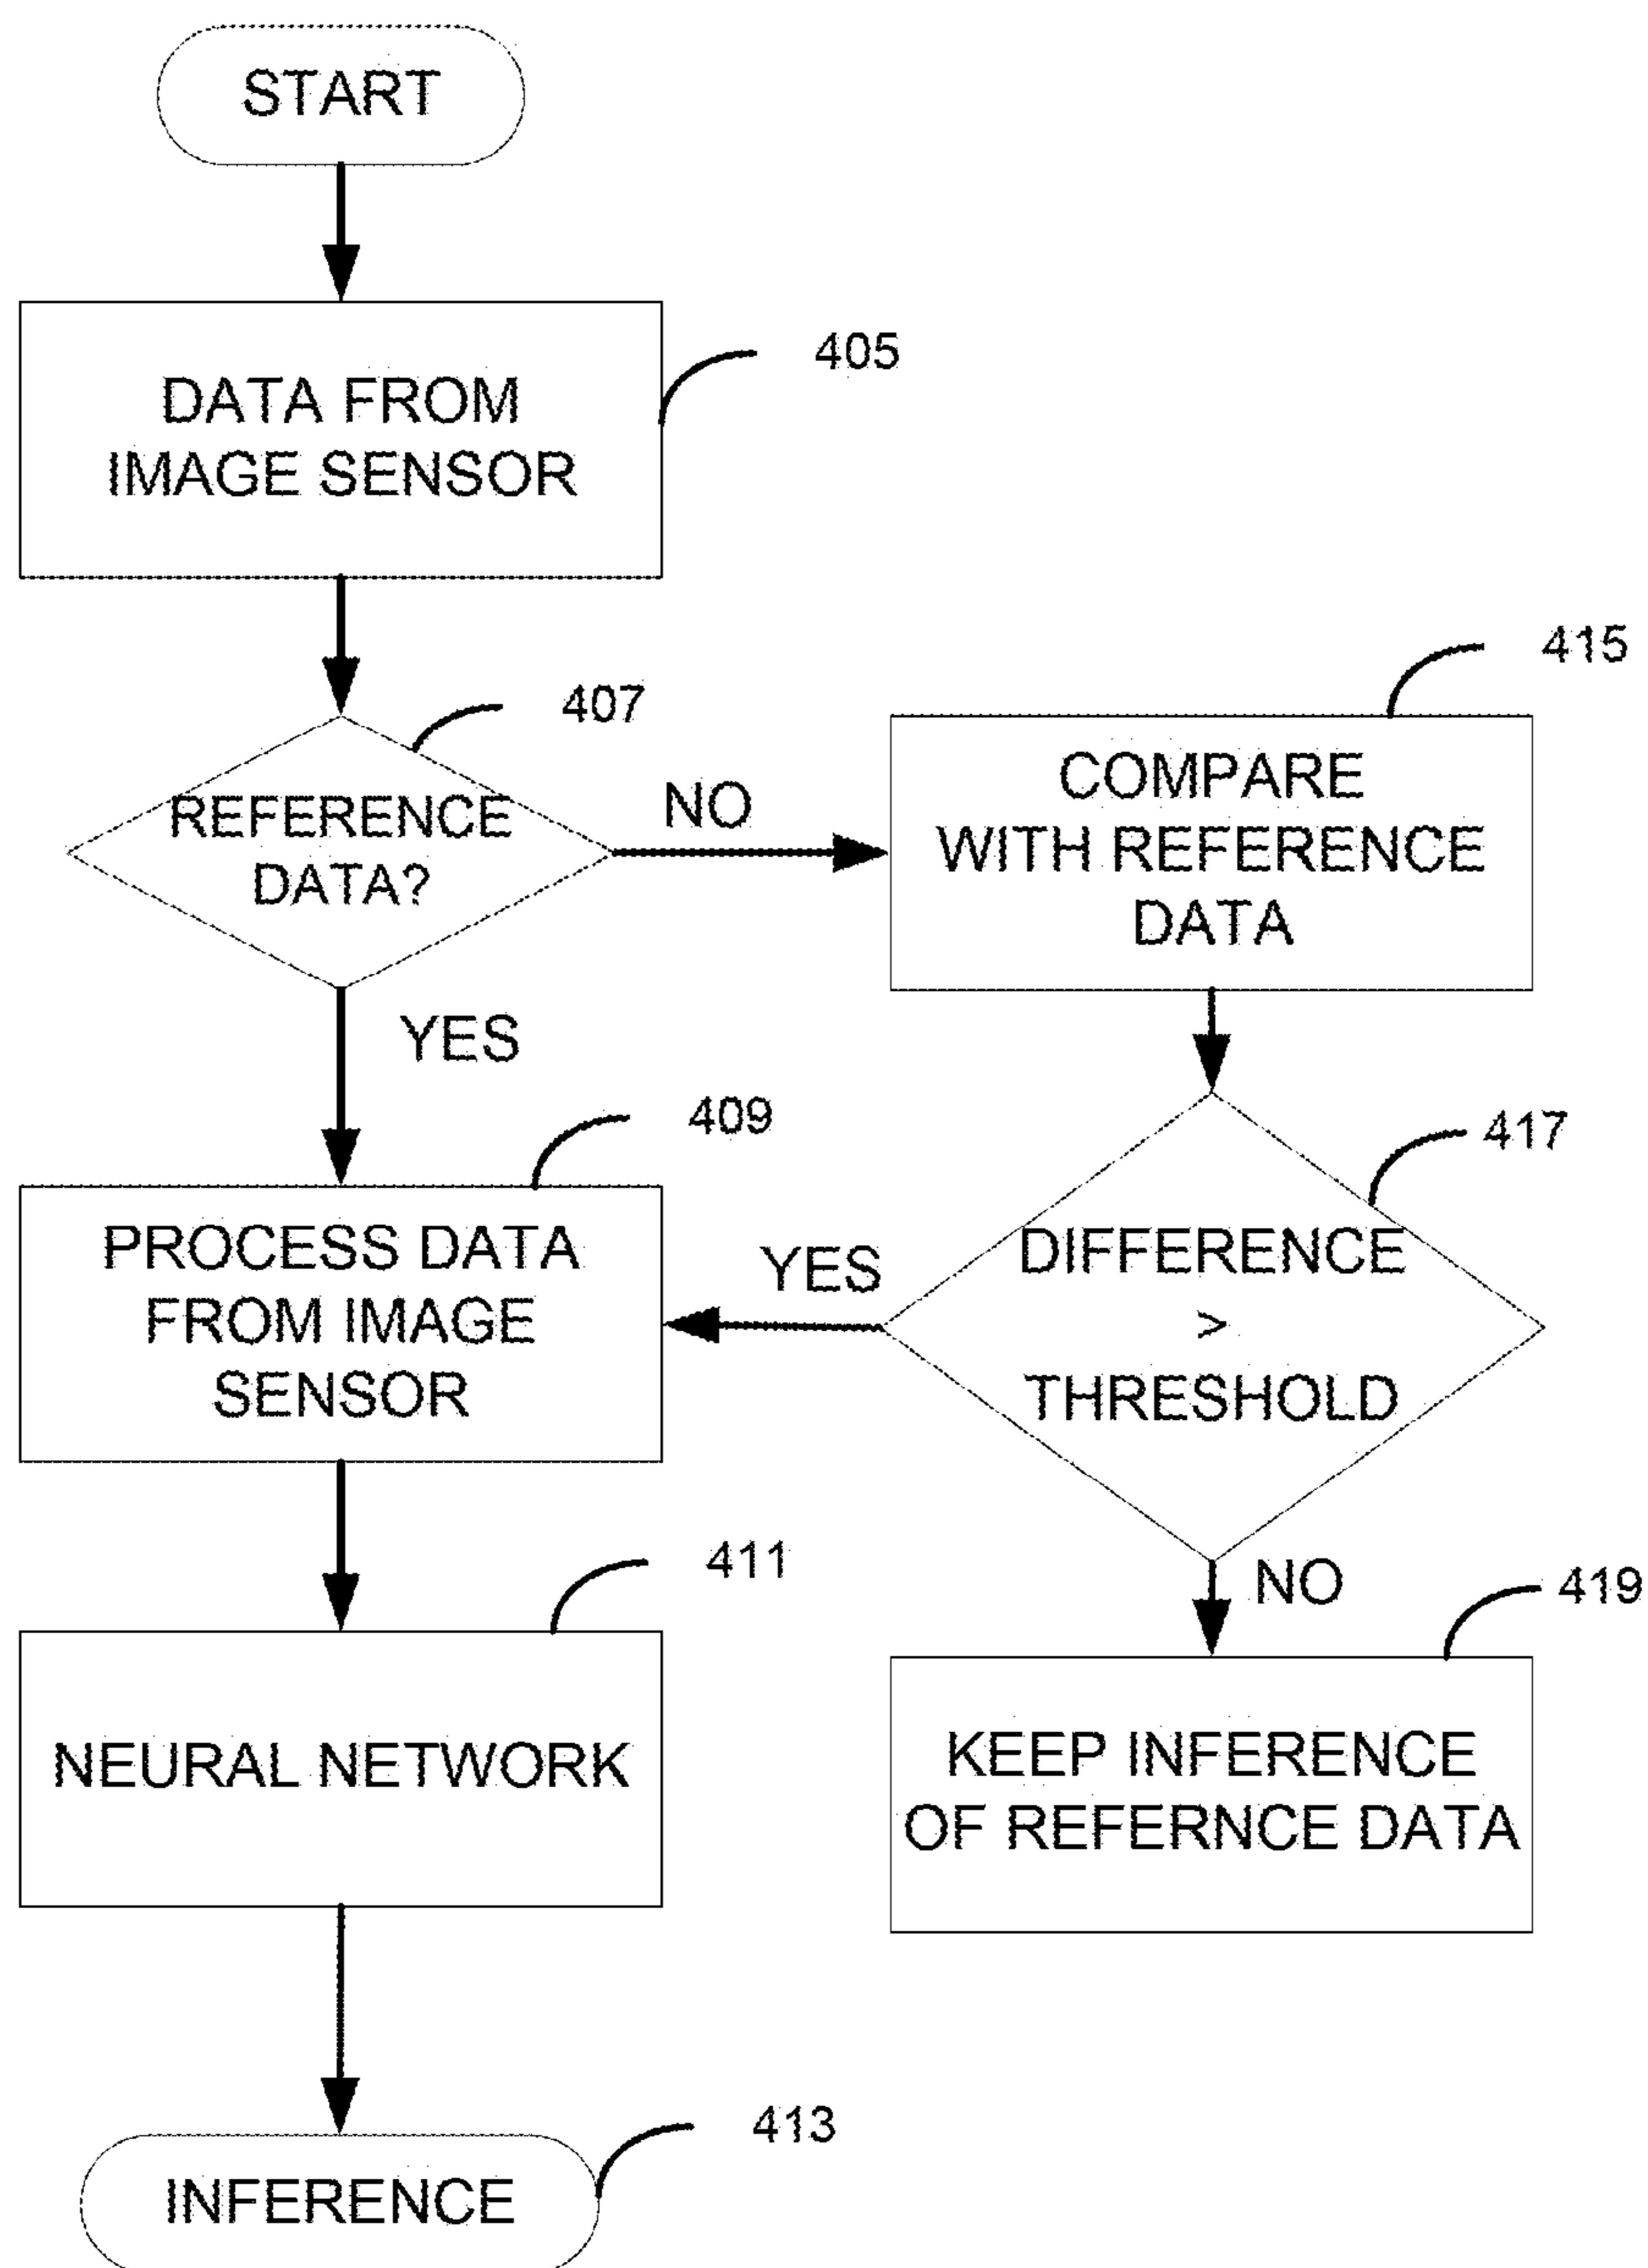 START
DATA FROM
IMAGE SENSOR
405
REFERENCE
DATA?
407
NO
YES
COMPARE
WITH REFERENCE
DATA
415
PROCESS DATA
FROM IMAGE
SENSOR
409
YES
DIFFERENCE
>
THRESHOLD
417
NO
NEURAL NETWORK
411
KEEP INFERENCE
OF REFERNCE DATA
419
INFERENCE
413